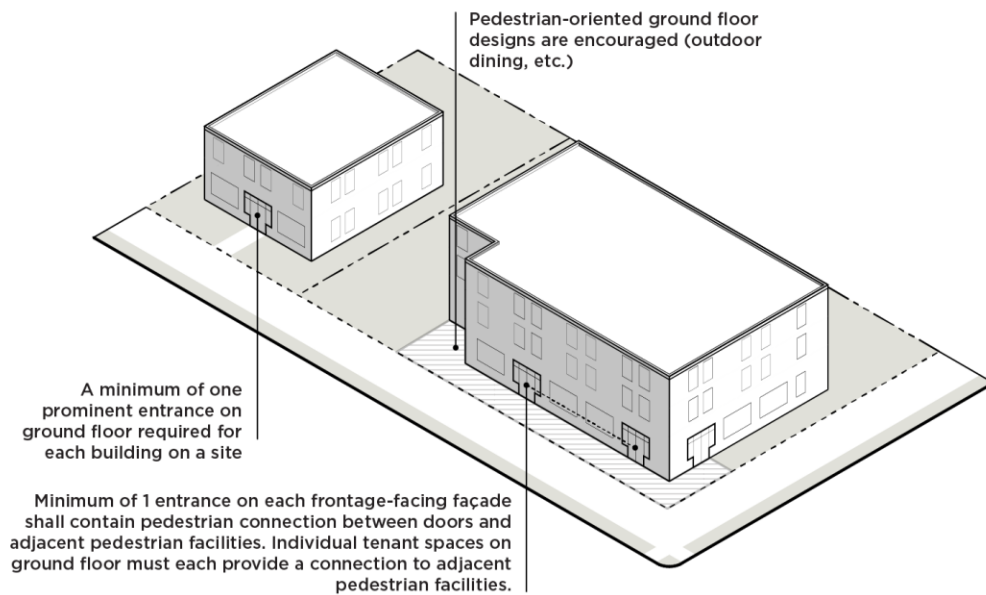 Pedestrian-oriented ground floor
designs are encouraged (outdoor
dining, etc.)
A minimum of one
prominent entrance on
ground floor required for
each building on a site
Minimum of 1 entrance on each frontage-facing façade
shall contain pedestrian connection between doors and
adjacent pedestrian facilities. Individual tenant spaces on
ground floor must each provide a connection to adjacent
pedestrian facilities.